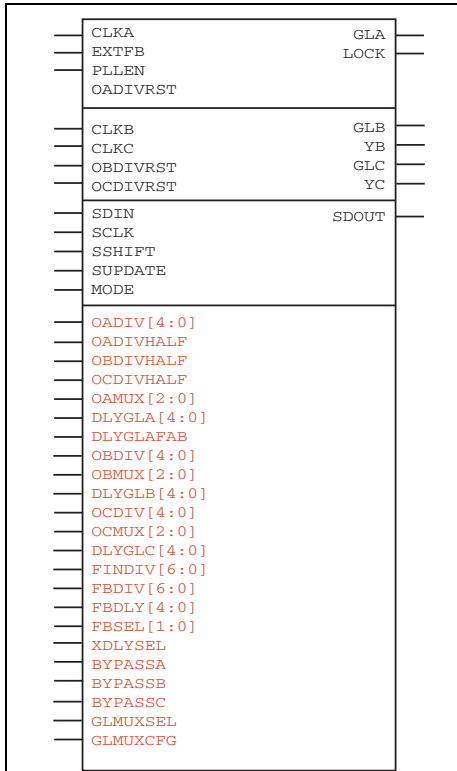 CLKA GLA
EXTFB LOCK
PLLEN
OADIVRST
CLKB GLB
CLKC YB
OBDIVRST GLC
OCDIVRST YC
SDIN SDOUT
SCLK
SSHIFT
SUPDATE
MODE
OADIV[4:0]
OADIVHALF
OBDIVHALF
OCDIVHALF
OAMUX[2:0]
DLYGLA[4:0]
DLYGLAFAB
OBDIV[4:0]
OBMUX[2:0]
DLYGLB[4:0]
OCDIV[4:0]
OCMUX[2:0]
DLYGLC[4:0]
FINDIV[6:0]
FBDIV[6:0]
FBDLY[4:0]
FBSEL[1:0]
XDLYSEL
BYPASSA
BYPASSB
BYPASSC
GLMUXSEL
GLMUXCFG